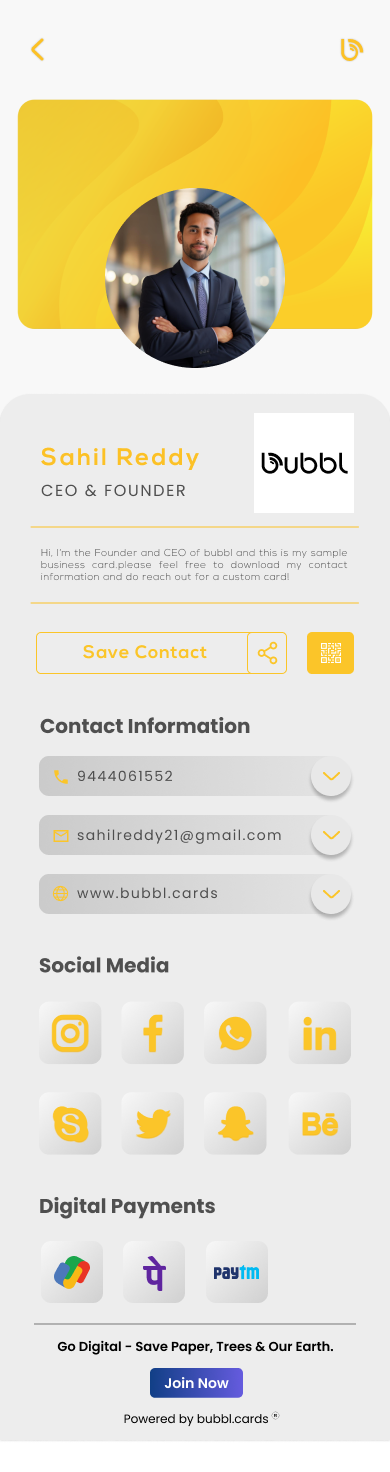 bubbl
Sahil Reddy
CEO & FOUNDER
Hi, I'm the Founder and CEO of bubbl and this is my sample
business card.please feel free to download my contact
information and do reach out for a custom card!
Save Contact
Contact Information
9444061552
sahilreddy21@gmail.com
www.bubbl.cards
Social Media
Bē
Digital Payments
पे
paytm
Go Digital - Save Paper, Trees & Our Earth.
Join Now
Powered by bubbl.cards ®